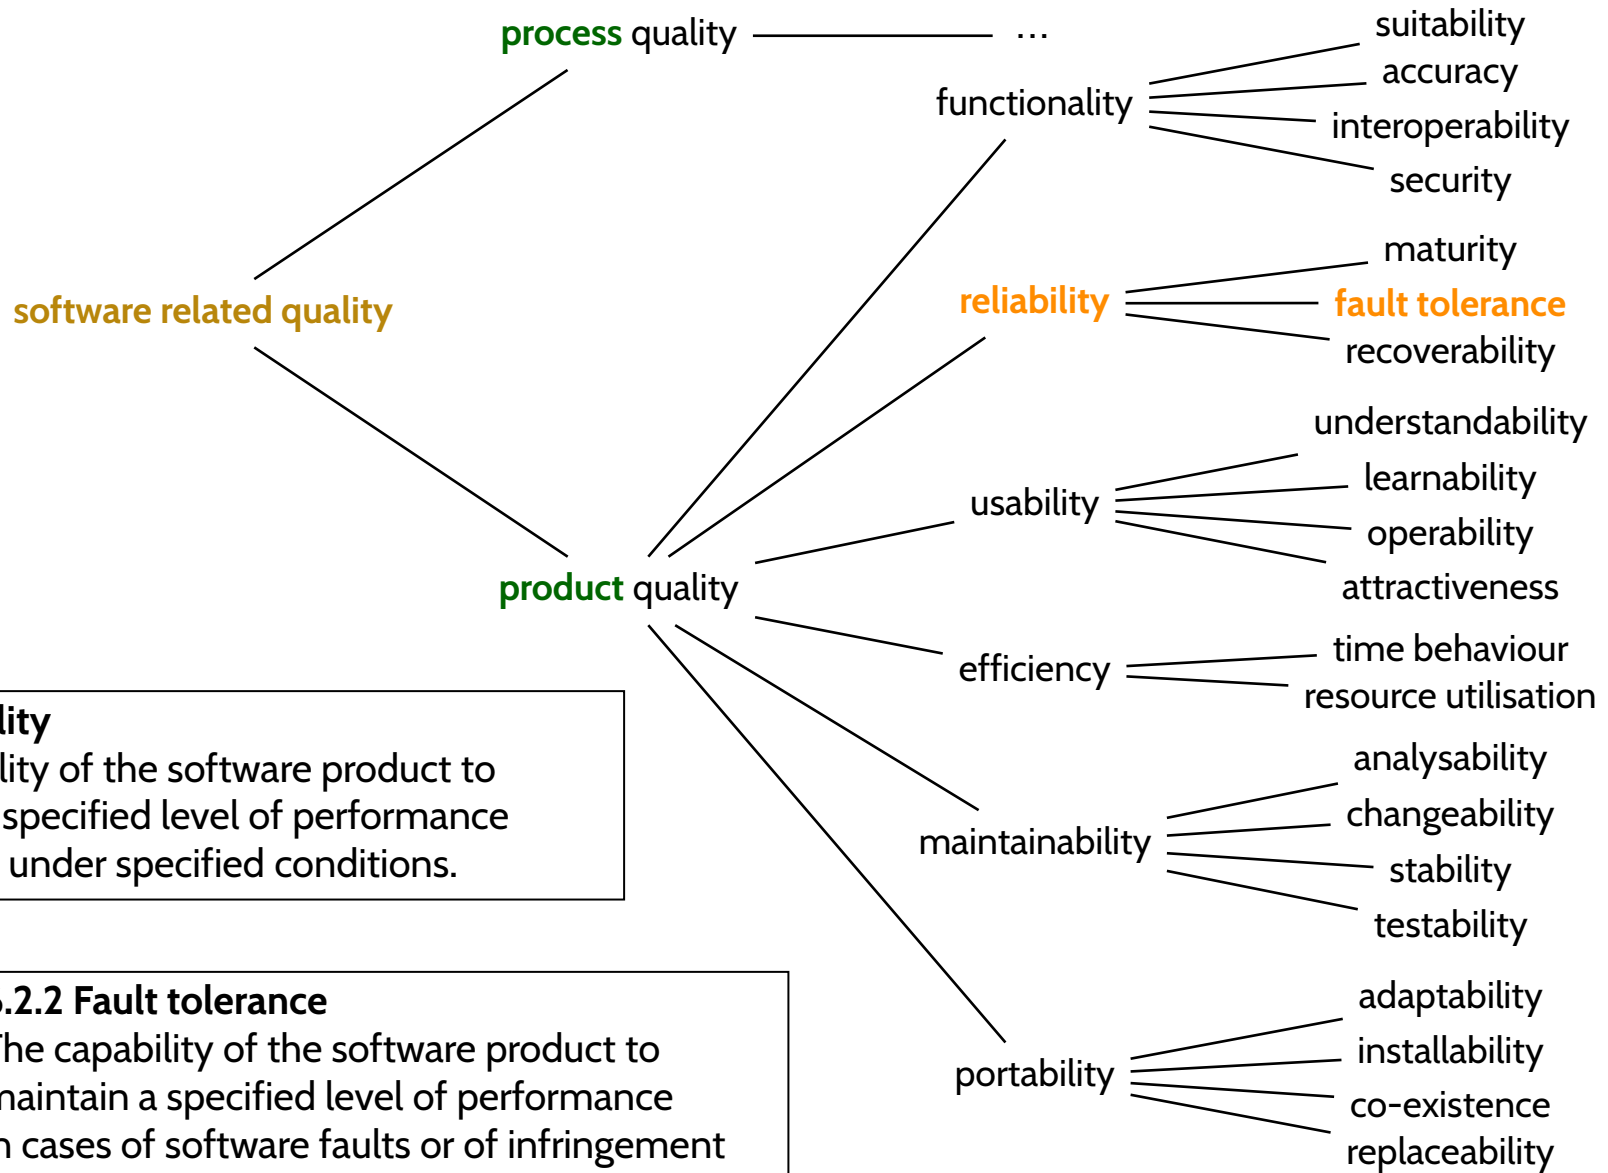 process quality
...
suitability
accuracy
functionality
interoperability
security
maturity
software related quality
reliability
fault tolerance
recoverability
understandability
learnability
usability
operability
product quality
attractiveness
time behaviour
efficiency
resource utilisation
analysability
changeability
maintainability
stability
testability
adaptability
installability
portability
co-existence
replaceability
lity
lity of the software product to
specified level of performance
under specified conditions.
.2.2 Fault tolerance
The capability of the software product to
maintain a specified level of performance
n cases of software faults or of infringement